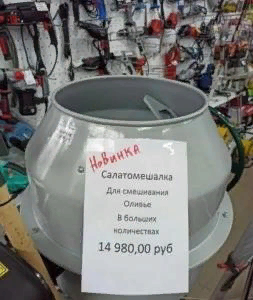 Новинка
Салатомешалка
Для смешивания
Оливье
В больших
количествах
14 980,00 руб